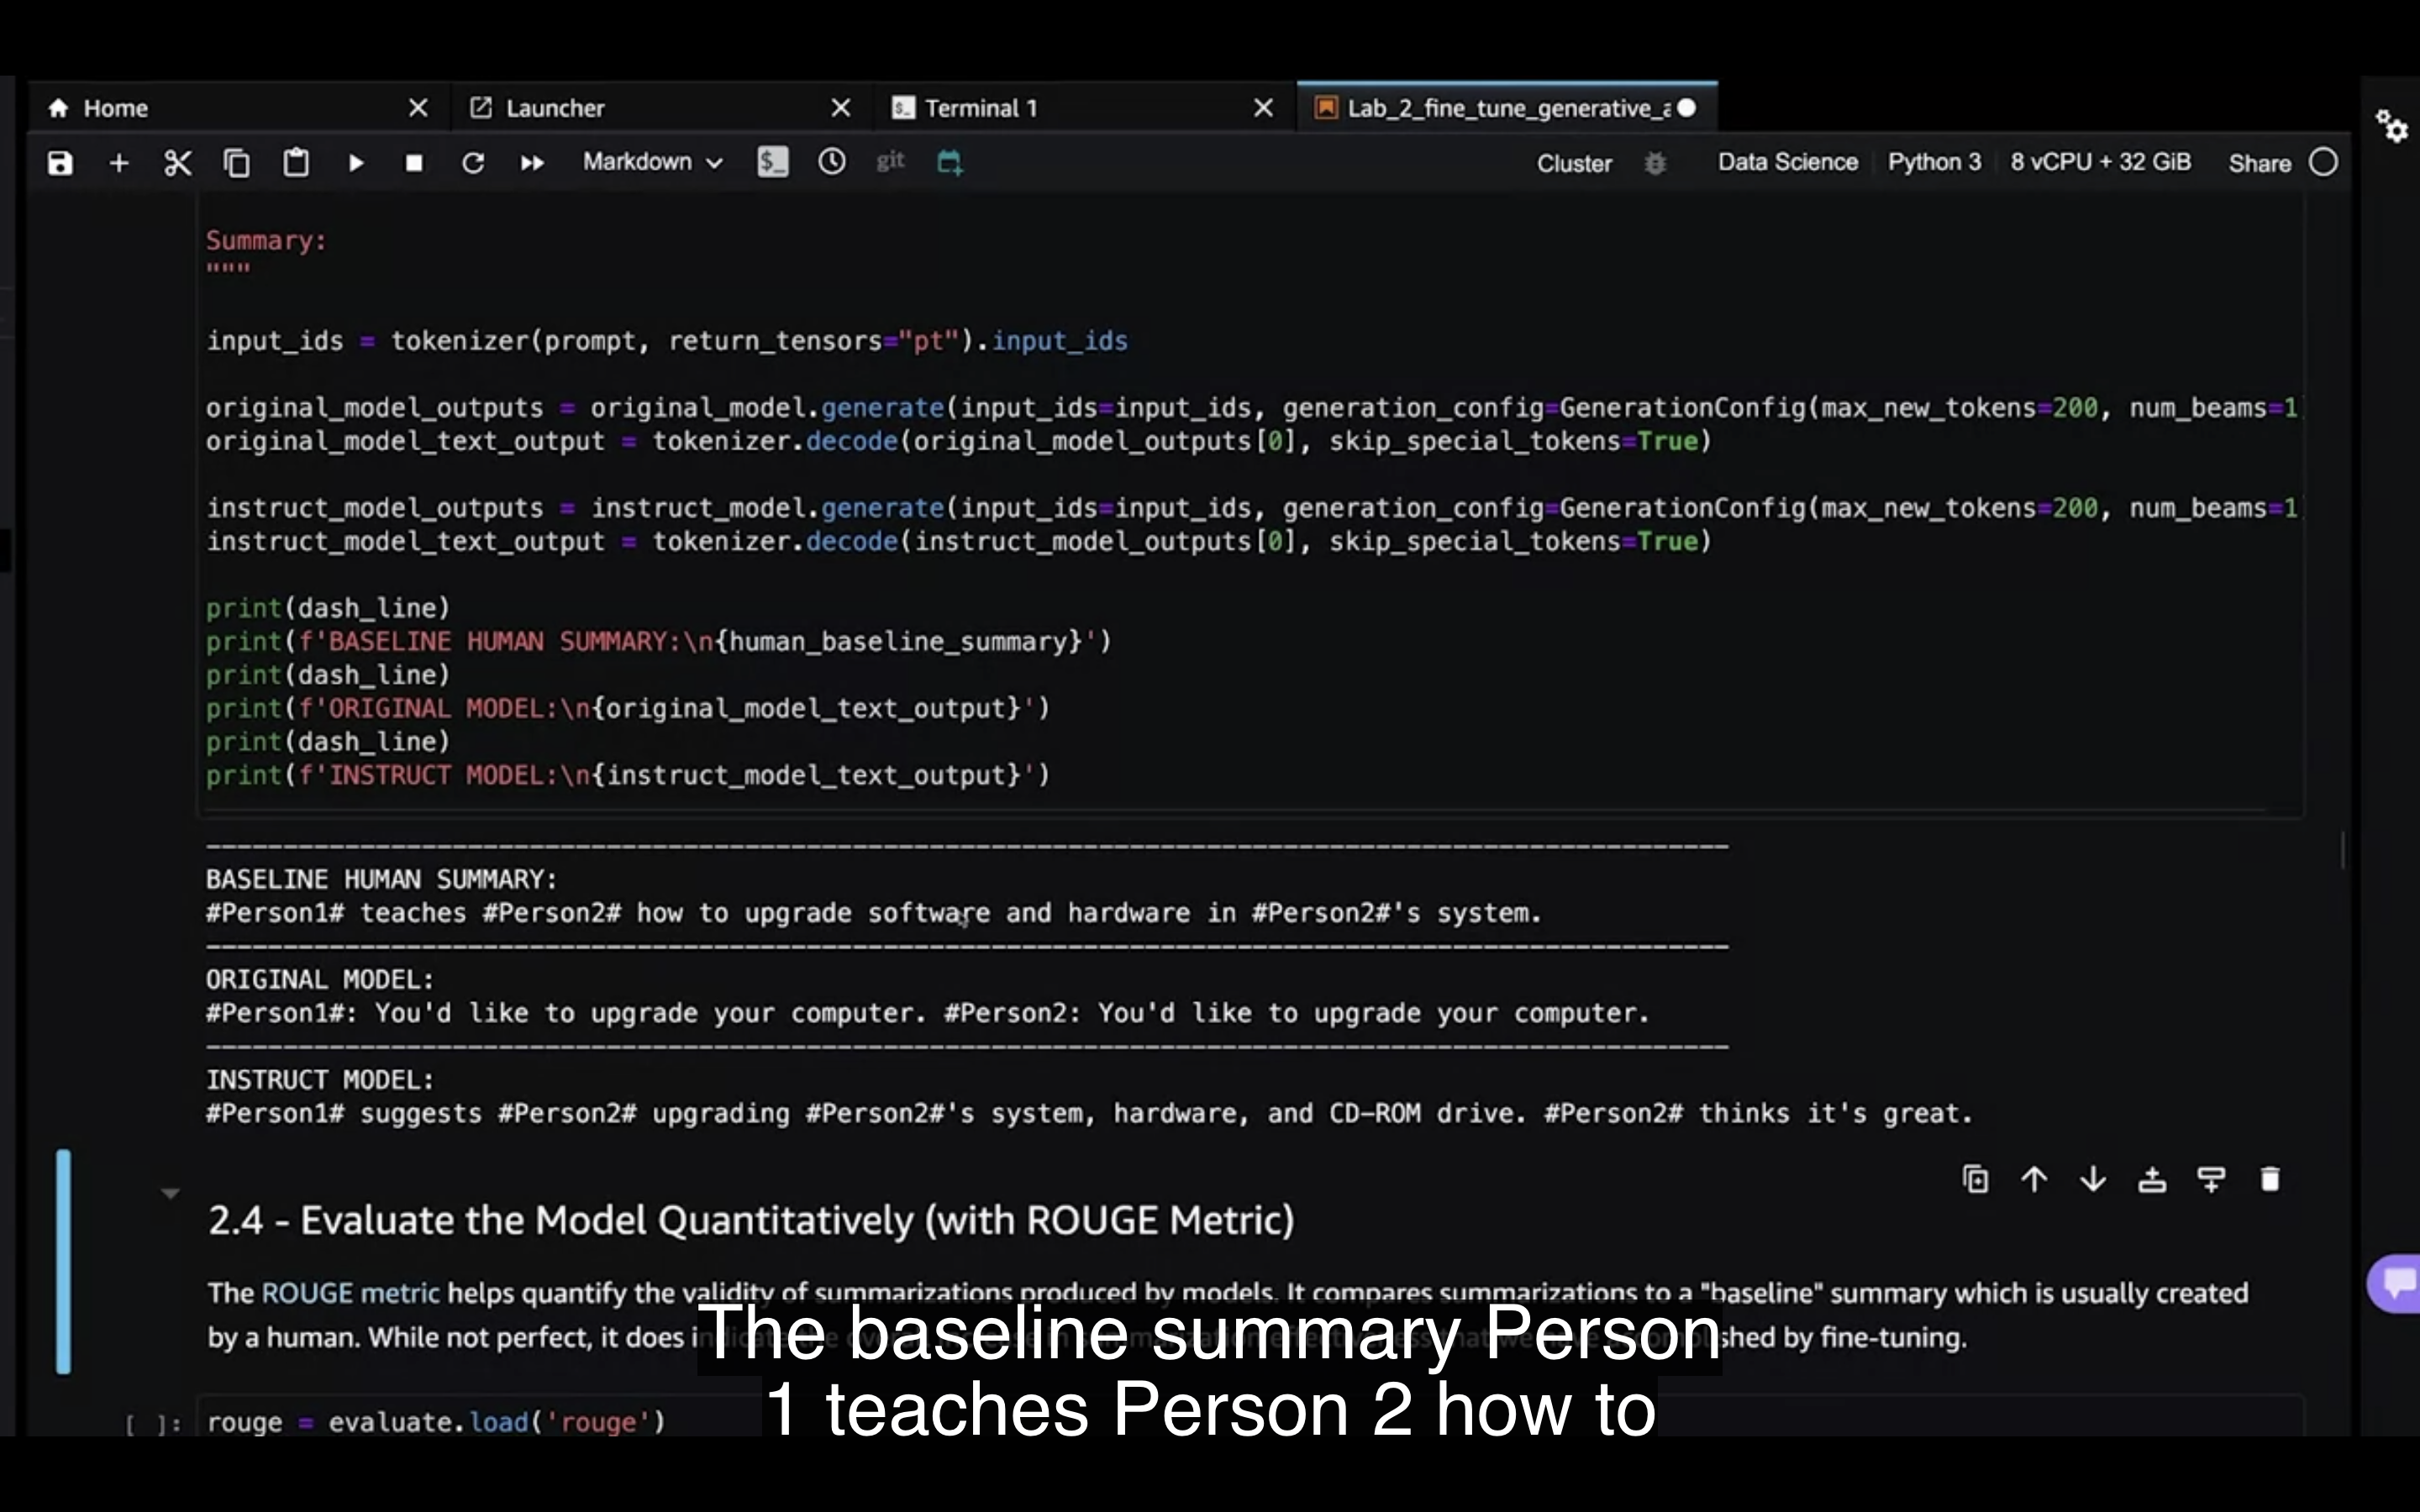 Home
Launcher
Terminal 1
Lab_2_fine_tune_generative_a
Markdown
git
Cluster
Data Science
Python 3
8 vCPU + 32 GiB
Share
Summary:
"""
input_ids = tokenizer(prompt, return_tensors="pt").input_ids
original_model_outputs = original_model.generate(input_ids=input_ids, generation_config=GenerationConfig(max_new_tokens=200, num_beams=1
original_model_text_output = tokenizer.decode(original_model_outputs[0], skip_special_tokens=True)
instruct_model_outputs = instruct_model.generate(input_ids=input_ids, generation_config=GenerationConfig(max_new_tokens=200, num_beams=1
instruct_model_text_output = tokenizer.decode(instruct_model_outputs[0], skip_special_tokens=True)
print(dash_line)
print(f'BASELINE HUMAN SUMMARY:\n{human_baseline_summary}')
print(dash_line)
print(f'ORIGINAL MODEL:\n{original_model_text_output}')
print(dash_line)
print(f'INSTRUCT MODEL:\n{instruct_model_text_output}')
---------------------------------------------------------------------------------------------------
BASELINE HUMAN SUMMARY:
#Person1# teaches #Person2# how to upgrade software and hardware in #Person2#'s system.
---------------------------------------------------------------------------------------------------
ORIGINAL MODEL:
#Person1#: You'd like to upgrade your computer. #Person2: You'd like to upgrade your computer.
---------------------------------------------------------------------------------------------------
INSTRUCT MODEL:
#Person1# suggests #Person2# upgrading #Person2#'s system, hardware, and CD-ROM drive. #Person2# thinks it's great.
2.4 - Evaluate the Model Quantitatively (with ROUGE Metric)
The ROUGE metric helps quantify the validity of summarizations produced by models. It compares summarizations to a "baseline" summary which is usually created
by a human. While not perfect, it does by fine-tuning.
[ ]: rouge = evaluate.load('rouge')
The baseline summary Person
1 teaches Person 2 how to